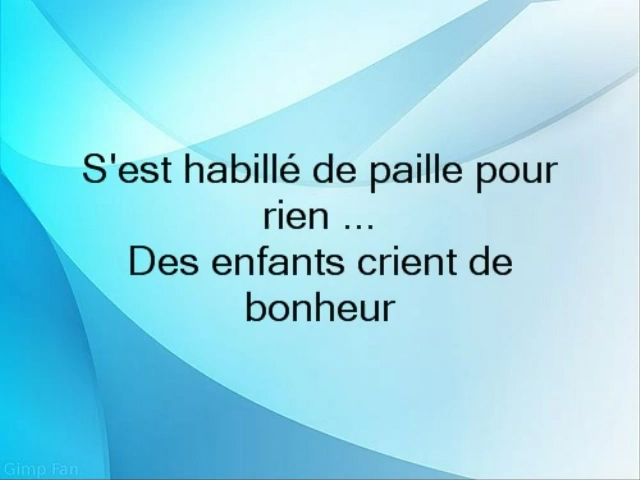 S'est habillé de paille pour
rien ...
Des enfants crient de
bonheur
Gimp Fan